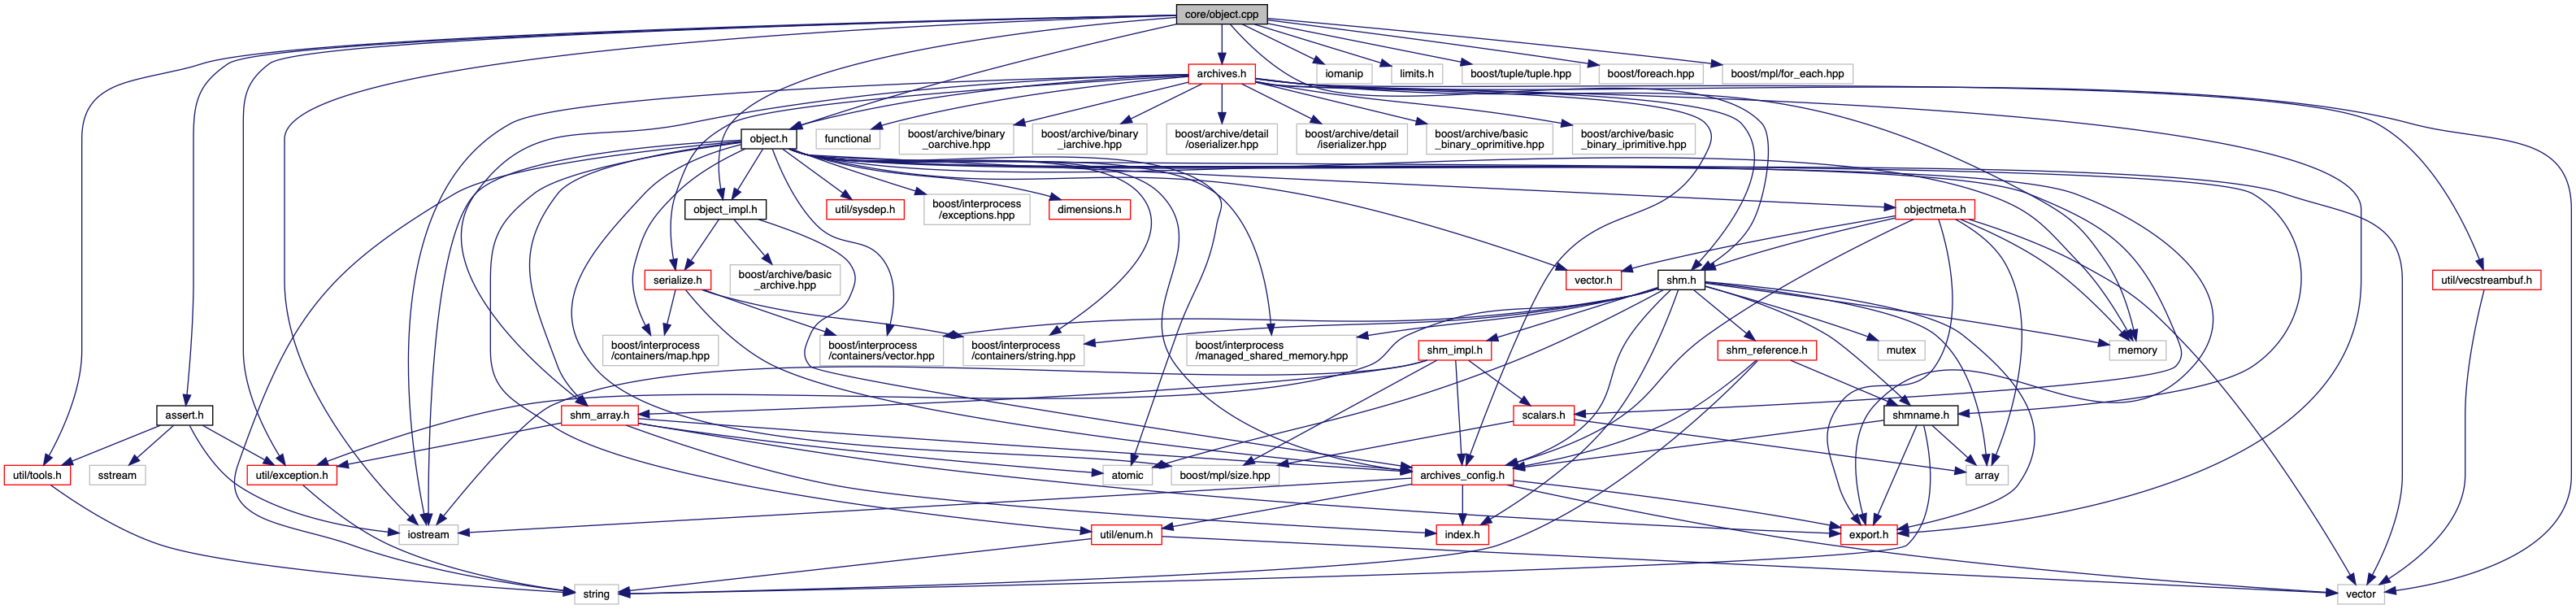 core/object.cpp
archives.h
iomanip
limits.h
boost/tuple/tuple.hpp
boost/foreach.hpp
boost/mpl/for_each.hpp
object.h
functional
boost/archive/binary
_oarchive.hpp
boost/archive/binary
_iarchive.hpp
boost/archive/detail
/oserializer.hpp
boost/archive/detail
/iserializer.hpp
boost/archive/basic
_binary_oprimitive.hpp
boost/archive/basic
_binary_iprimitive.hpp
object_impl.h
util/sysdep.h
boost/interprocess
/exceptions.hpp
dimensions.h
objectmeta.h
serialize.h
boost/archive/basic
_archive.hpp
vector.h
shm.h
util/vecstreambuf.h
boost/interprocess
/containers/map.hpp
boost/interprocess
/containers/vector.hpp
boost/interprocess
/containers/string.hpp
boost/interprocess
/managed_shared_memory.hpp
shm_impl.h
shm_reference.h
mutex
memory
assert.h
shm_array.h
scalars.h
shmname.h
util/tools.h
sstream
util/exception.h
atomic
boost/mpl/size.hpp
archives_config.h
array
iostream
util/enum.h
index.h
export.h
string
vector